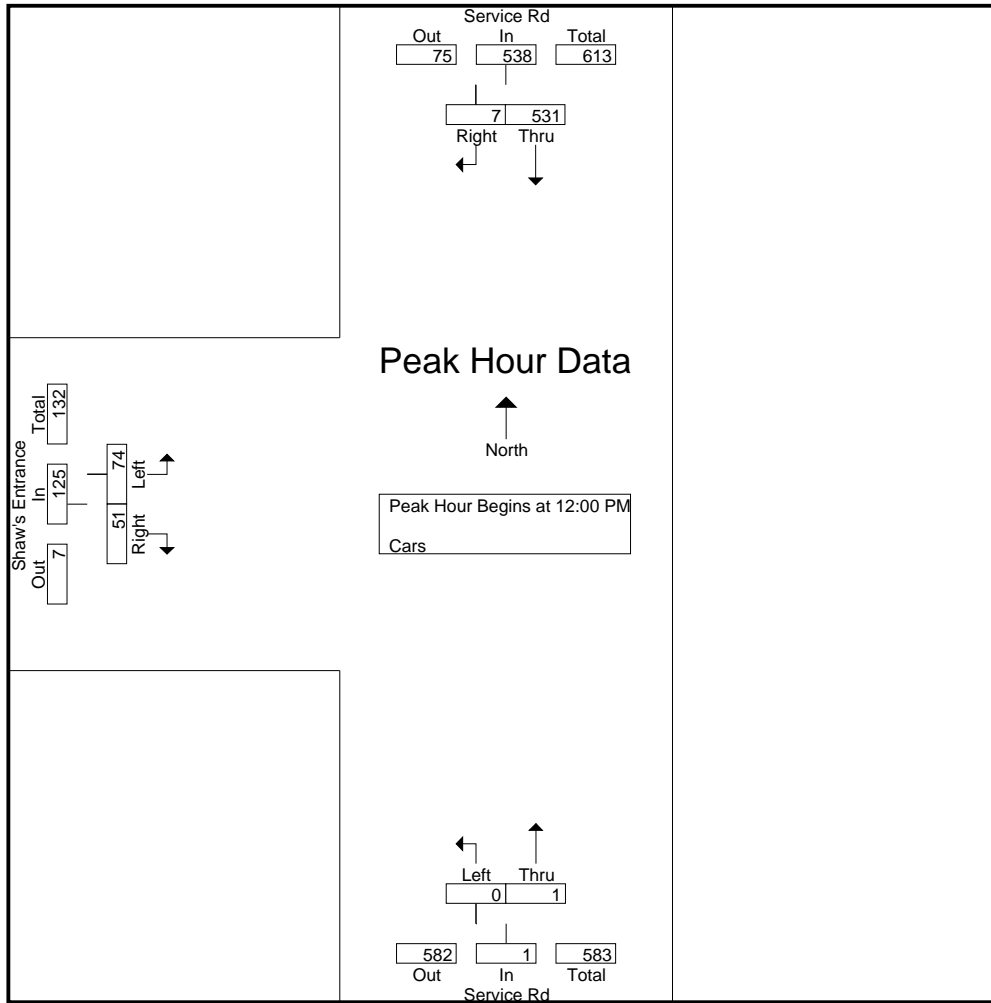 Service Rd
Out In Total
75 538 613
7 531
Right Thru
Peak Hour Data
North
Peak Hour Begins at 12:00 PM
Cars
Shaw's Entrance
Out In Total
7 125 132
51 74
Right Left
Left Thru
0 1
582 1 583
Out In Total
Service Rd